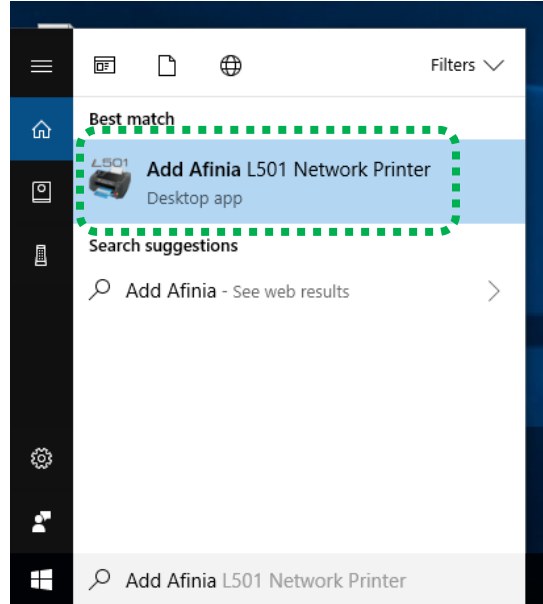 Filters
Best match
L501
Add Afinia L501 Network Printer
Desktop app
Search suggestions
Add Afinia - See web results
Add Afinia L501 Network Printer